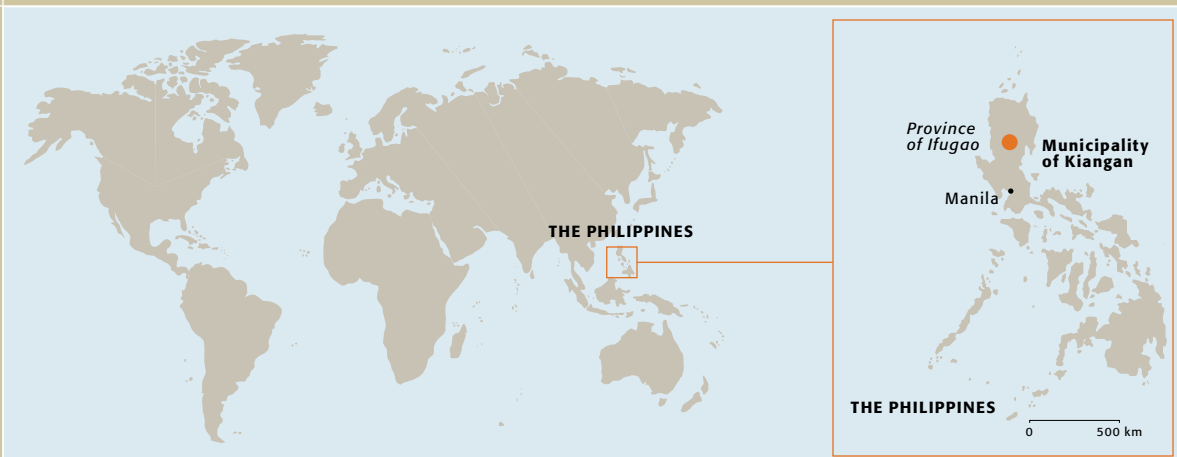 THE PHILIPPINES
Province
of Ifugao
Municipality
of Kiangan
Manila
THE PHILIPPINES
0 500 km